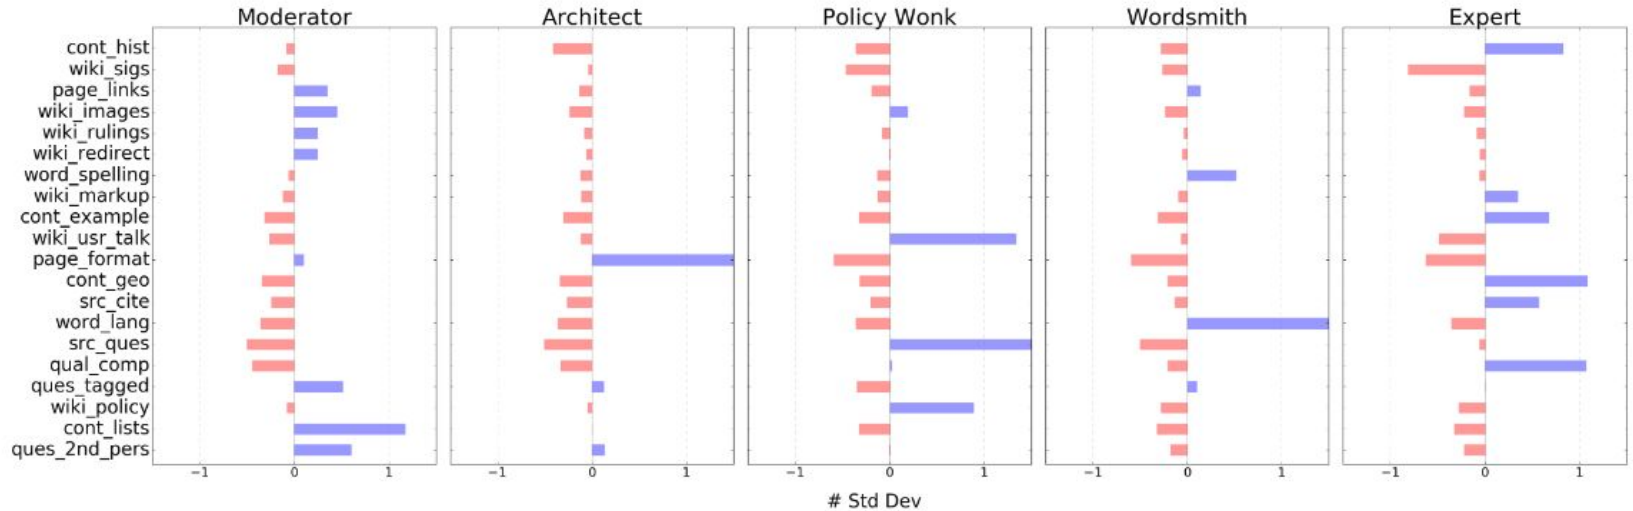 Moderator Architect Policy Wonk Wordsmith Expert
cont_hist
wiki_sigs
page_links
wiki_images
wiki_rulings
wiki_redirect
word_spelling
wiki_markup
cont_example
wiki_usr_talk
page_format
cont_geo
src_cite
word_lang
src_ques
qual_comp
ques_tagged
wiki_policy
cont_lists
ques_2nd_pers
−1 0 1 −1 0 1 −1 0 1 −1 0 1 −1 0 1
# Std Dev